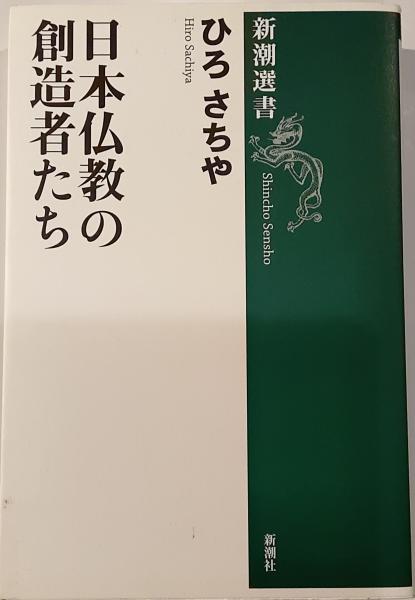 新潮選書
Shincho Sensho
ひろ さちや
Hiro Sachiya
日本仏教の
創造者たち
新潮社